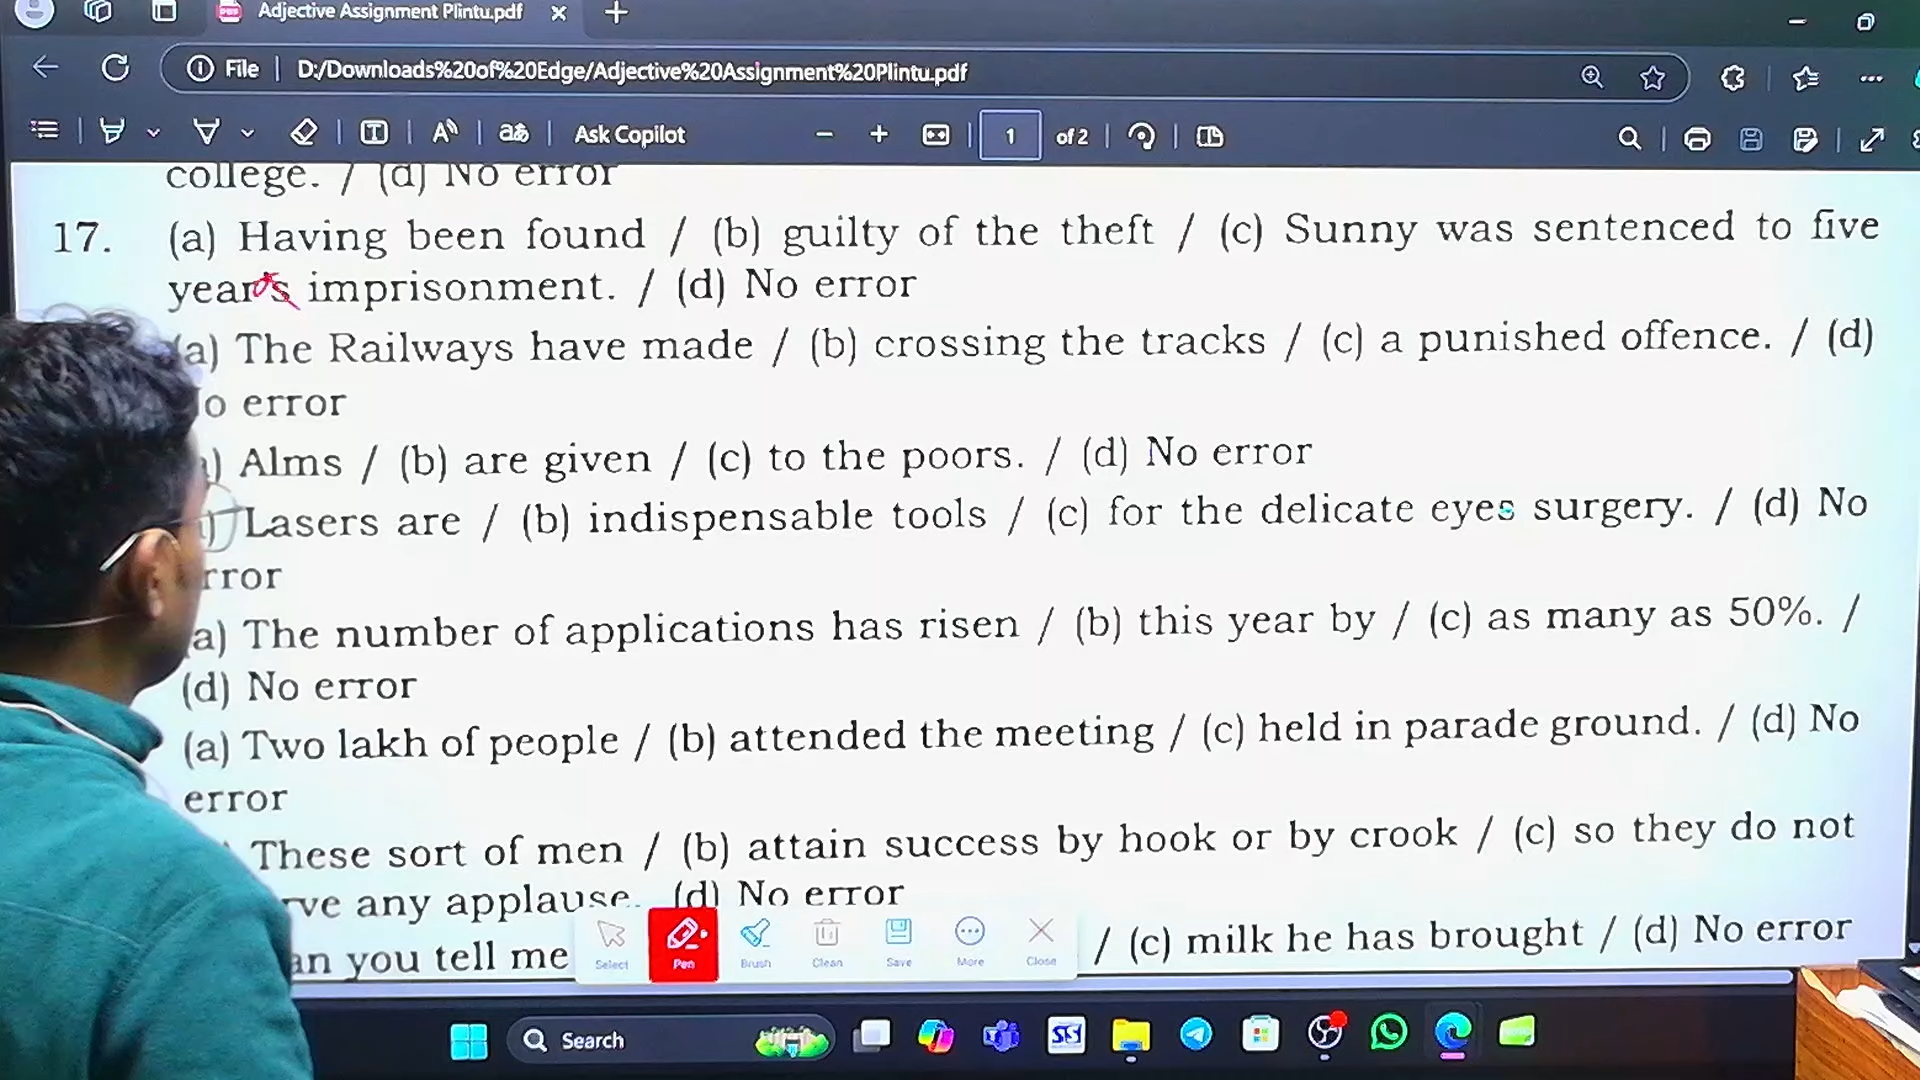 Adjective Assignment Plintu.pdf
File D:/Downloads%20of%20Edge/Adjective%20Assignment%20Plintu.pdf
Ask Copilot 1 of 2
college. / (d) No error
17. (a) Having been found / (b) guilty of the theft / (c) Sunny was sentenced to five
years imprisonment. / (d) No error
(a) The Railways have made / (b) crossing the tracks / (c) a punished offence. / (d)
o error
) Alms / (b) are given / (c) to the poors. / (d) No error
) Lasers are / (b) indispensable tools / (c) for the delicate eyes surgery. / (d) No
rror
a) The number of applications has risen / (b) this year by / (c) as many as 50%. /
(d) No error
(a) Two lakh of people / (b) attended the meeting / (c) held in parade ground. / (d) No
error
These sort of men / (b) attain success by hook or by crook / (c) so they do not
rve any applause. (d) No error
an you tell me / (c) milk he has brought / (d) No error
Select Pen Brush Clean Save More Close
Search